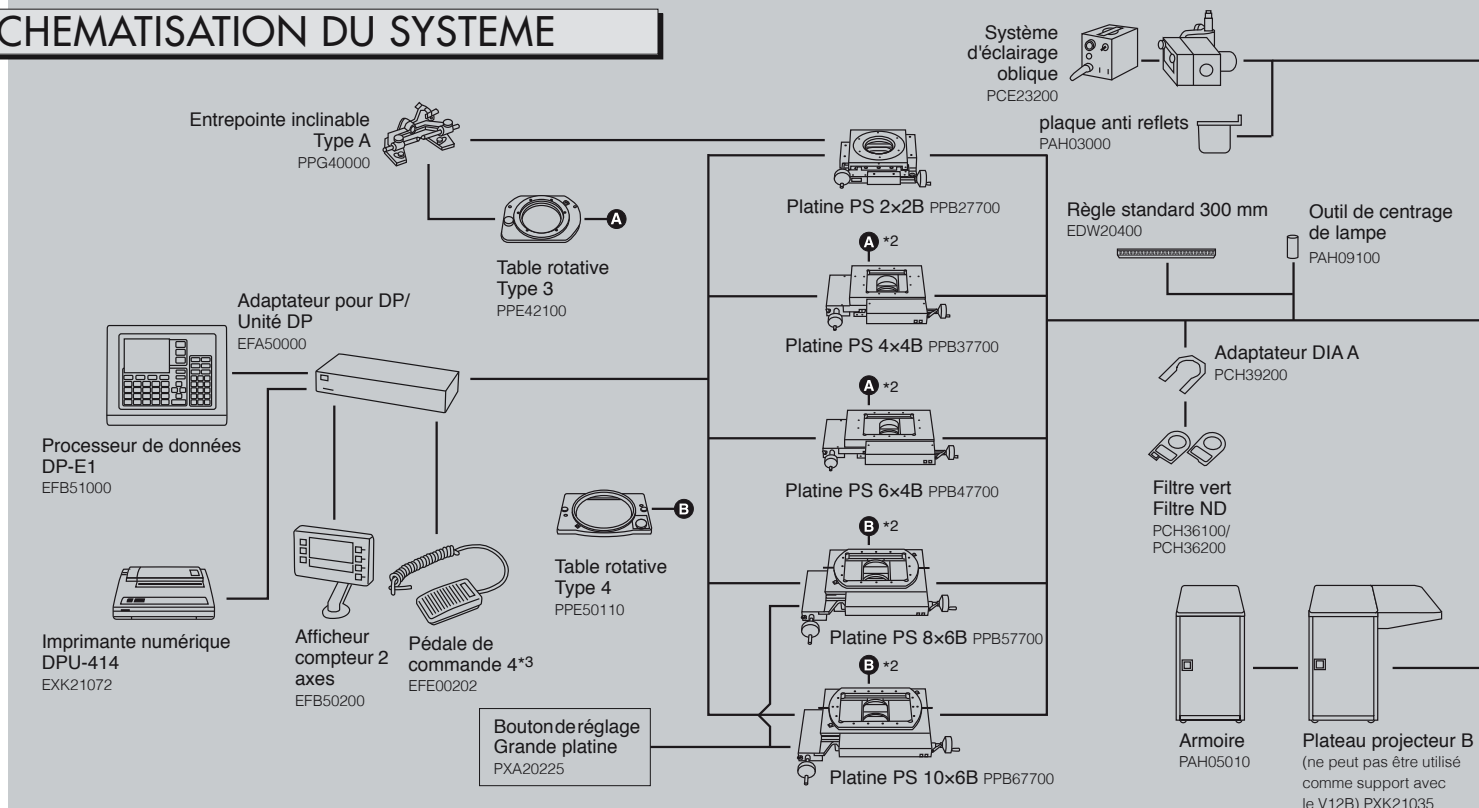 CHEMATISATION DU SYSTEME
Entrepointe inclinable
Type A
PPG40000
A
Table rotative
Type 3
PPE42100
Adaptateur pour DP/
Unité DP
EFA50000
Processeur de données
DP-E1
EFB51000
Imprimante numérique
DPU-414
EXK21072
Afficheur
compteur 2
axes
EFB50200
Pédale de
commande 4*3
EFE00202
B
Table rotative
Type 4
PPE50110
Bouton de réglage
Grande platine
PXA20225
Platine PS 2×2B PPB27700
A *2
Platine PS 4×4B PPB37700
A *2
Platine PS 6×4B PPB47700
B *2
Platine PS 8×6B PPB57700
B *2
Platine PS 10×6B PPB67700
Système
d'éclairage
oblique
PCE23200
plaque anti reflets
PAH03000
Règle standard 300 mm
EDW20400
Outil de centrage
de lampe
PAH09100
Adaptateur DIA A
PCH39200
Filtre vert
Filtre ND
PCH36100/
PCH36200
Armoire
PAH05010
Plateau projecteur B
(ne peut pas être utilisé
comme support avec
le V12B) PXK21035